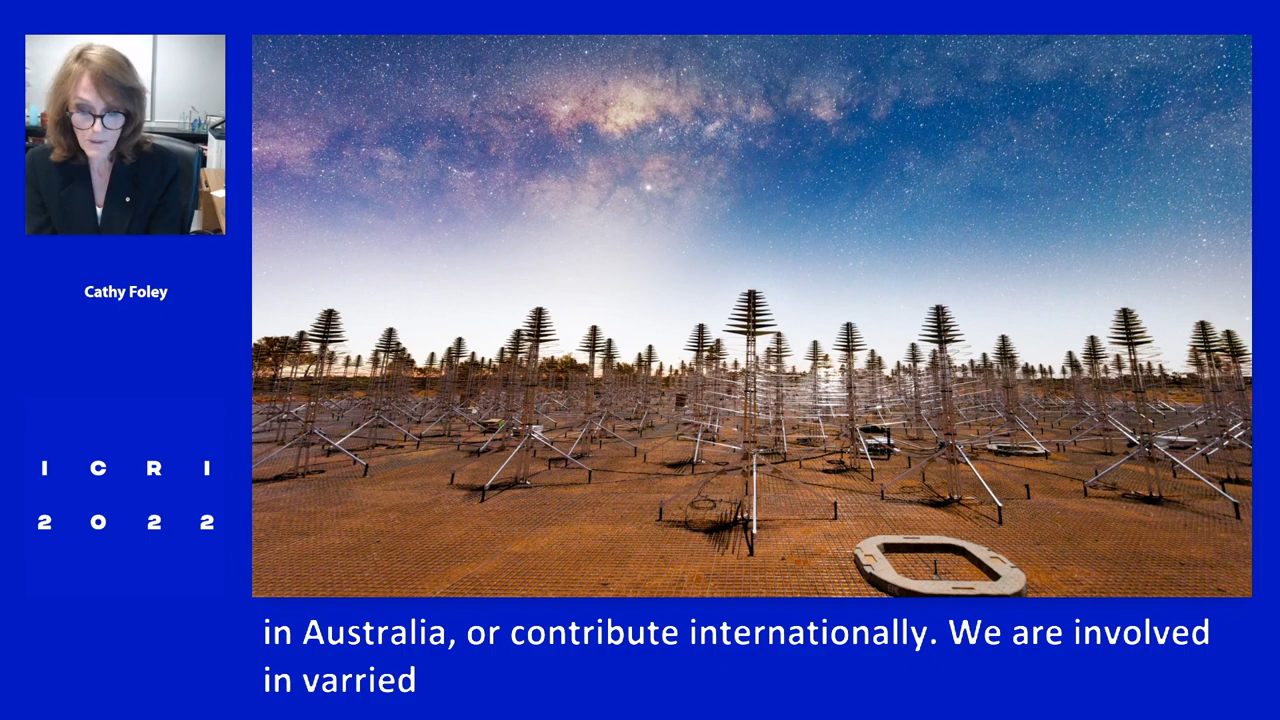 Cathy Foley
I C R I
2 0 2 2
in Australia, or contribute internationally. We are involved
in varried